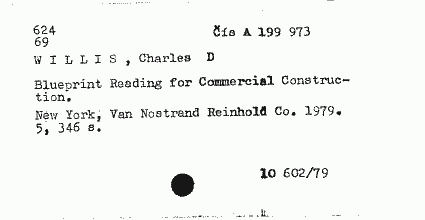 624
69
Čís A 199 973
W I L L I S , Charles D
Blueprint Reading for Commercial Construc-
tion.
New York, Van Nostrand Reinhold Co. 1979.
5, 346 s.
10 602/79